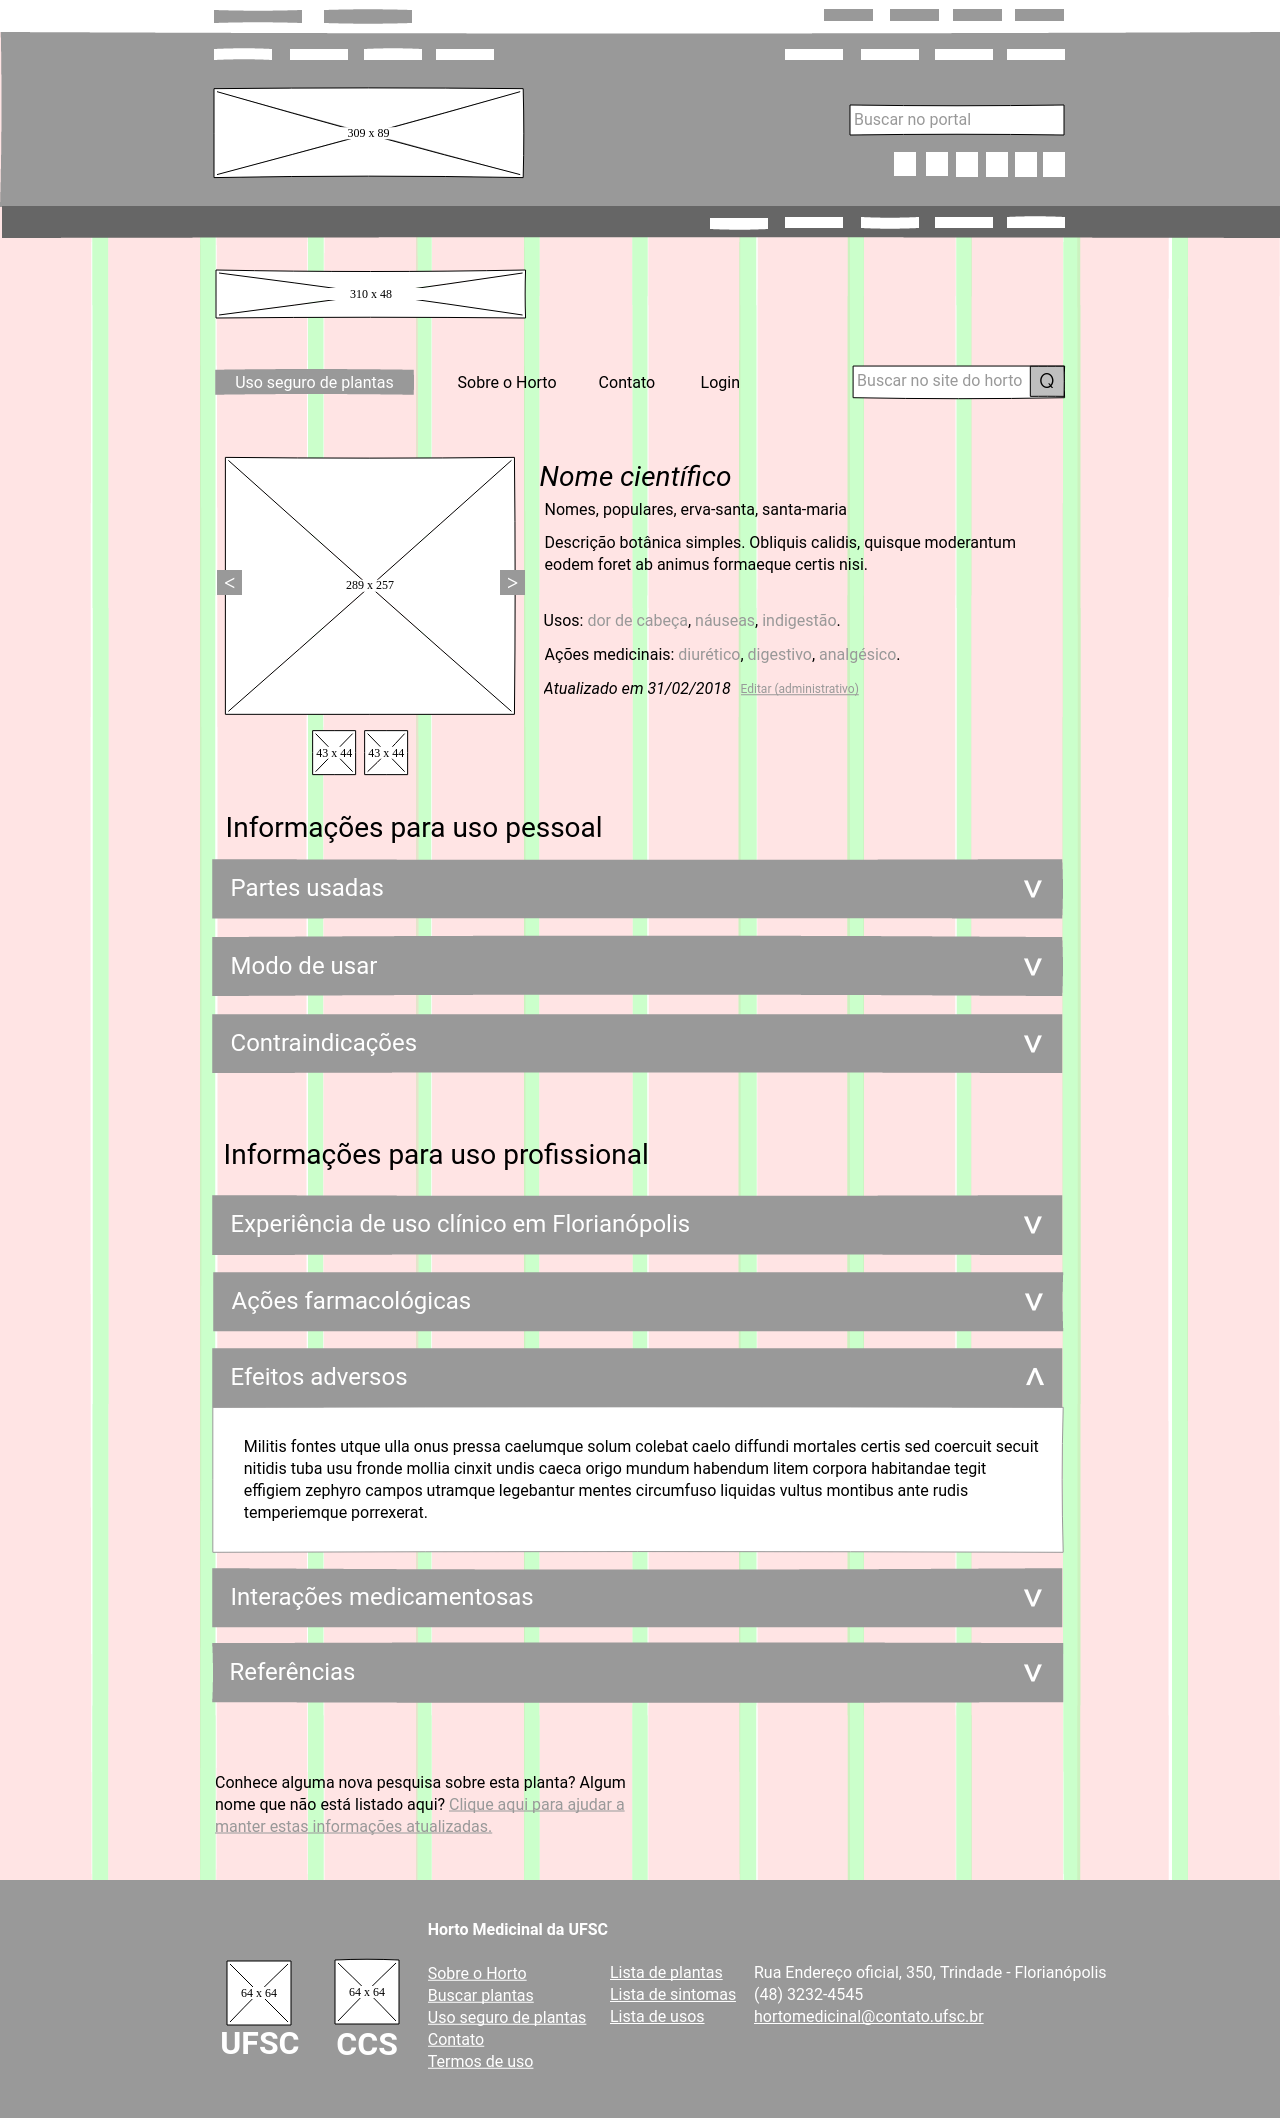 309 x 89
Buscar no portal
310 x 48
Uso seguro de plantas
Sobre o Horto
Contato
Login
Buscar no site do horto
Q
Nome científico
Nomes, populares, erva-santa, santa-maria
Descrição botânica simples. Obliquis calidis, quisque moderantum
eodem foret ab animus formaeque certis nisi.
<
289 x 257
>
Usos: dor de cabeça, náuseas, indigestão.
Ações medicinais: diurético, digestivo, analgésico.
Atualizado em 31/02/2018 Editar (administrativo)
43 x 44
43 x 44
Informações para uso pessoal
Partes usadas
Modo de usar
Contraindicações
Informações para uso profissional
Experiência de uso clínico em Florianópolis
Ações farmacológicas
Efeitos adversos
Militis fontes utque ulla onus pressa caelumque solum colebat caelo diffundi mortales certis sed coercuit secuit
nitidis tuba usu fronde mollia cinxit undis caeca origo mundum habendum litem corpora habitandae tegit
effigiem zephyro campos utramque legebantur mentes circumfuso liquidas vultus montibus ante rudis
temperiemque porrexerat.
Interações medicamentosas
Referências
Conhece alguma nova pesquisa sobre esta planta? Algum
nome que não está listado aqui? Clique aqui para ajudar a
manter estas informações atualizadas.
64 x 64
UFSC
64 x 64
CCS
Horto Medicinal da UFSC
Sobre o Horto
Buscar plantas
Uso seguro de plantas
Contato
Termos de uso
Lista de plantas
Lista de sintomas
Lista de usos
Rua Endereço oficial, 350, Trindade - Florianópolis
(48) 3232-4545
hortomedicinal@contato.ufsc.br